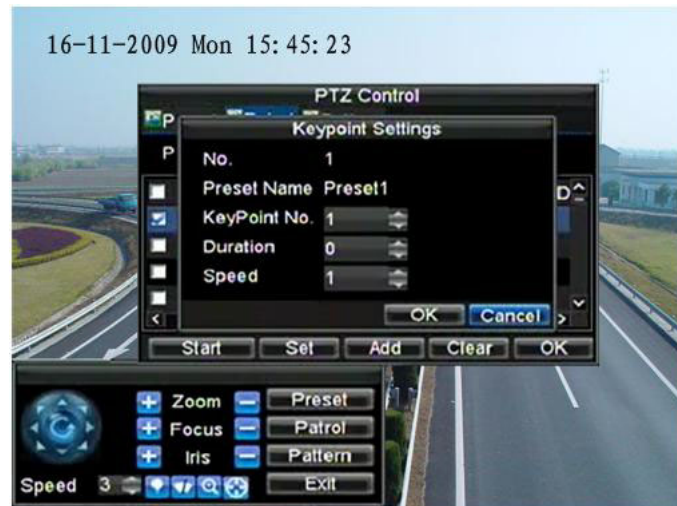 16-11-2009 Mon 15:45:23
PTZ Control
P
Keypoint Settings
P
No. 1
Preset Name Preset1
D
KeyPoint No. 1
Duration 0
Speed 1
OK Cancel
Start Set Add Clear OK
Zoom Preset
Focus Patrol
Iris Pattern
Speed 3 Exit